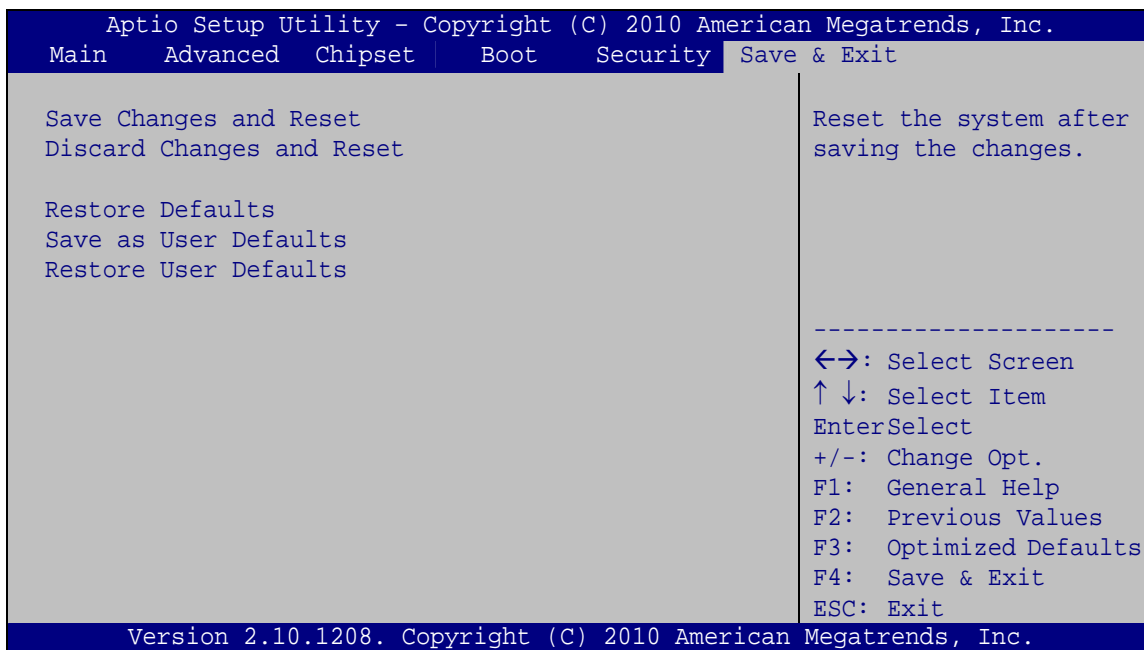 Aptio Setup Utility – Copyright (C) 2010 American Megatrends, Inc.
Main Advanced Chipset Boot Security Save & Exit
Save Changes and Reset
Discard Changes and Reset
Restore Defaults
Save as User Defaults
Restore User Defaults
Reset the system after
saving the changes.
---------------------
←→: Select Screen
↑ ↓: Select Item
EnterSelect
+/-: Change Opt.
F1: General Help
F2: Previous Values
F3: Optimized Defaults
F4: Save & Exit
ESC: Exit
Version 2.10.1208. Copyright (C) 2010 American Megatrends, Inc.